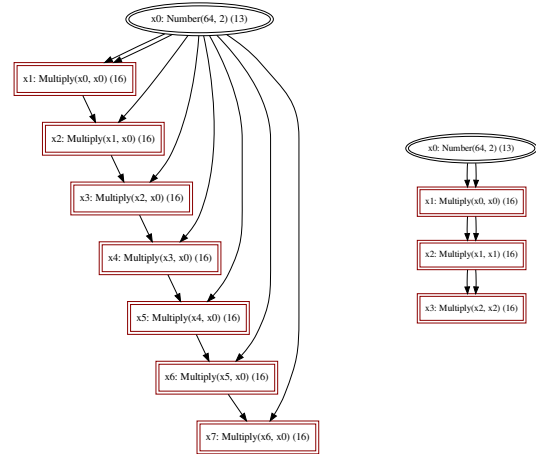 x0: Number(64, 2) (13)
x1: Multiply(x0, x0) (16)
x2: Multiply(x1, x0) (16)
x3: Multiply(x2, x0) (16)
x4: Multiply(x3, x0) (16)
x5: Multiply(x4, x0) (16)
x6: Multiply(x5, x0) (16)
x7: Multiply(x6, x0) (16)
x0: Number(64, 2) (13)
x1: Multiply(x0, x0) (16)
x2: Multiply(x1, x1) (16)
x3: Multiply(x2, x2) (16)